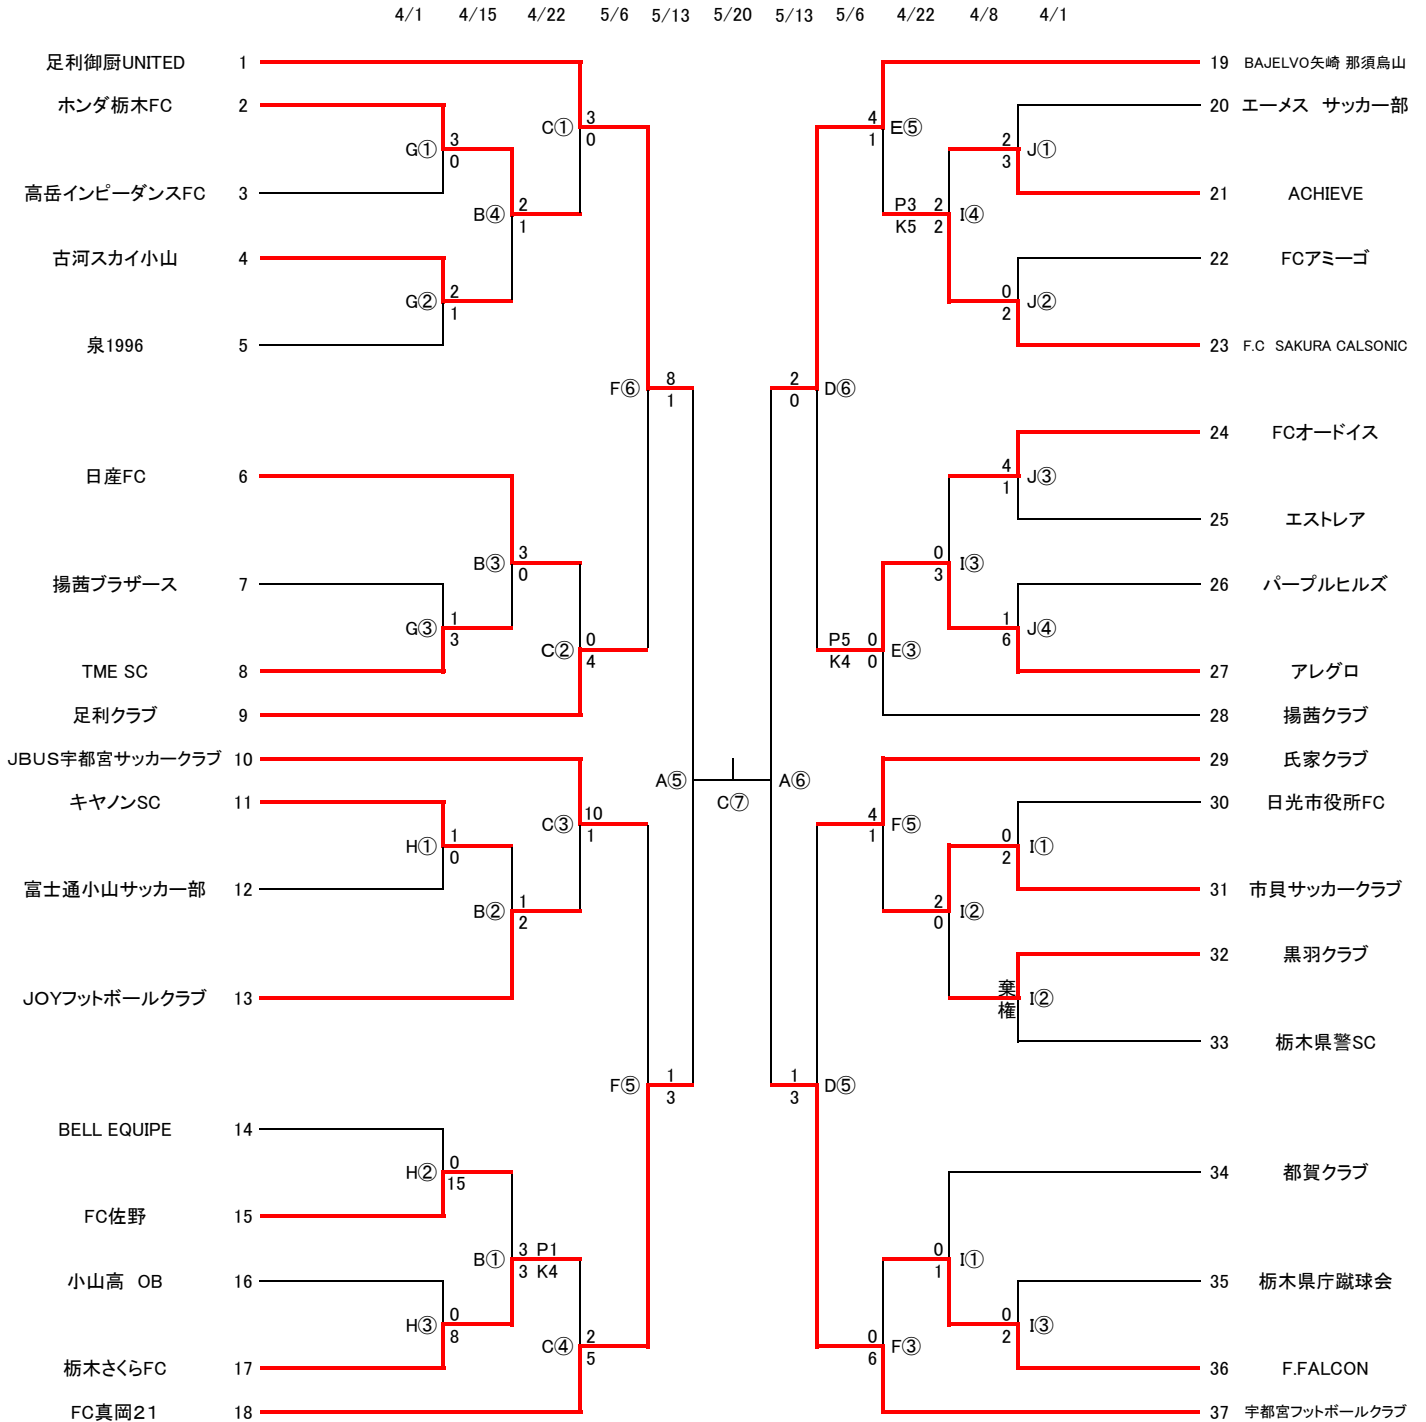 4/1 4/15 4/22 5/6 5/13 5/20 5/13 5/6 4/22 4/8 4/1
足利御厨UNITED 1
ホンダ栃木FC 2
G① 3 0
高岳インピーダンスFC 3
B④ 2 1
古河スカイ小山 4
G② 2 1
泉1996 5
C① 3 0
F⑥ 8 1
日産FC 6
B③ 3 0
揚茜ブラザース 7
G③ 1 3
TME SC 8
C② 0 4
足利クラブ 9
JBUS宇都宮サッカークラブ 10
キヤノンSC 11
H① 1 0
富士通小山サッカー部 12
B② 1 2
JOYフットボールクラブ 13
C③ 10 1
A⑤
C⑦
A⑥
F⑤ 1 3
BELL EQUIPE 14
H② 0 15
FC佐野 15
B① 3 P1
3 K4
小山高 OB 16
H③ 0 8
栃木さくらFC 17
C④ 2 5
FC真岡21 18
19 BAJELVO矢崎 那須烏山
4 1 E⑤
20 エーメス サッカー部
2 3 J①
21 ACHIEVE
P3 2 I④
K5 2
22 FCアミーゴ
0 2 J②
23 F.C SAKURA CALSONIC
2 0 D⑥
24 FCオードイス
4 1 J③
25 エストレア
0 3 I③
26 パープルヒルズ
1 6 J④
27 アレグロ
P5 0 E③
K4 0
28 揚茜クラブ
29 氏家クラブ
4 1 F⑤
30 日光市役所FC
0 2 I①
31 市貝サッカークラブ
2 0 I②
32 黒羽クラブ
棄権 I②
33 栃木県警SC
1 3 D⑤
34 都賀クラブ
0 1 I①
35 栃木県庁蹴球会
0 2 I③
36 F.FALCON
0 6 F③
37 宇都宮フットボールクラブ